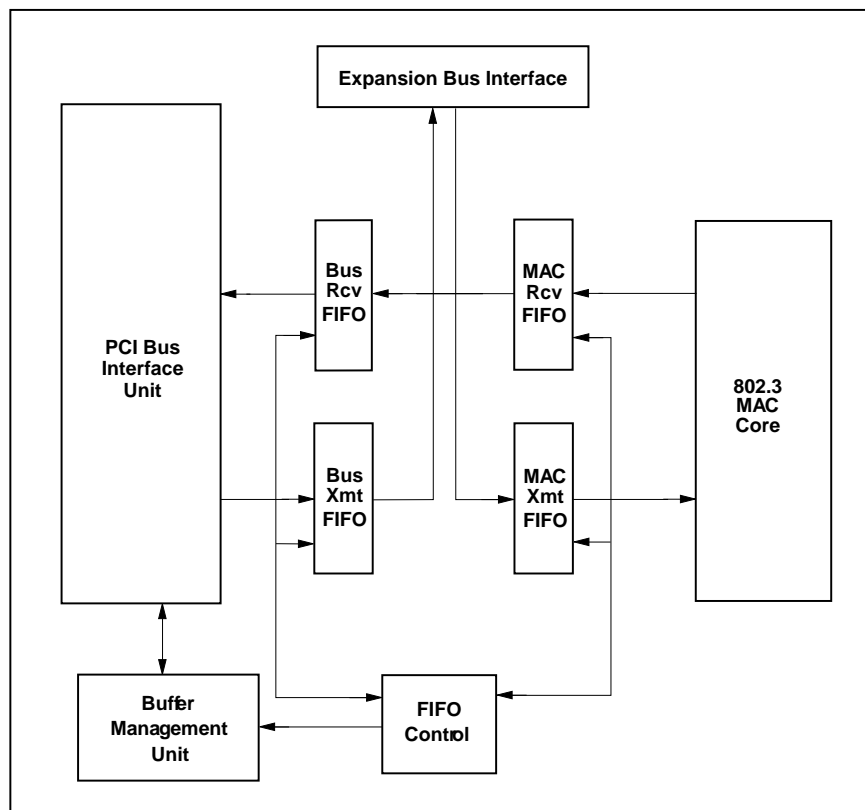 Expansion Bus Interface
Bus
Rcv
FIFO
MAC
Rcv
FIFO
PCI Bus
Interface
Unit
802.3
MAC
Core
Bus
Xmt
FIFO
MAC
Xmt
FIFO
Buffer
Management
Unit
FIFO
Control